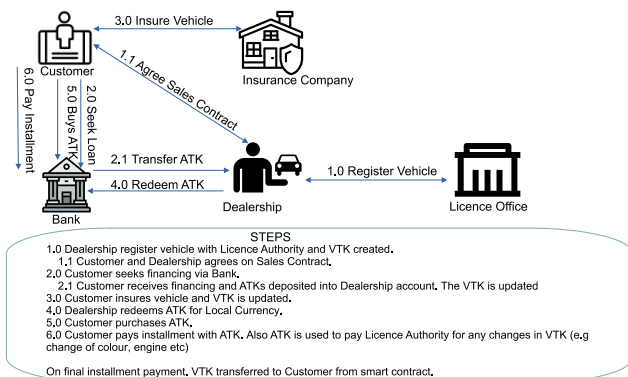 3.0 Insure Vehicle
Customer
Insurance Company
1.1 Agree Sales Contract
6.0 Pay Installment
5.0 Buys ATK
2.0 Seek Loan
2.1 Transfer ATK
4.0 Redeem ATK
1.0 Register Vehicle
Bank
Dealership
Licence Office
STEPS
1.0 Dealership register vehicle with Licence Authority and VTK created.
1.1 Customer and Dealership agrees on Sales Contract.
2.0 Customer seeks financing via Bank.
2.1 Customer receives financing and ATKs deposited into Dealership account. The VTK is updated
3.0 Customer insures vehicle and VTK is updated.
4.0 Dealership redeems ATK for Local Currency.
5.0 Customer purchases ATK.
6.0 Customer pays installment with ATK. Also ATK is used to pay Licence Authority for any changes in VTK (e.g
change of colour, engine etc)
On final installment payment. VTK transferred to Customer from smart contract.